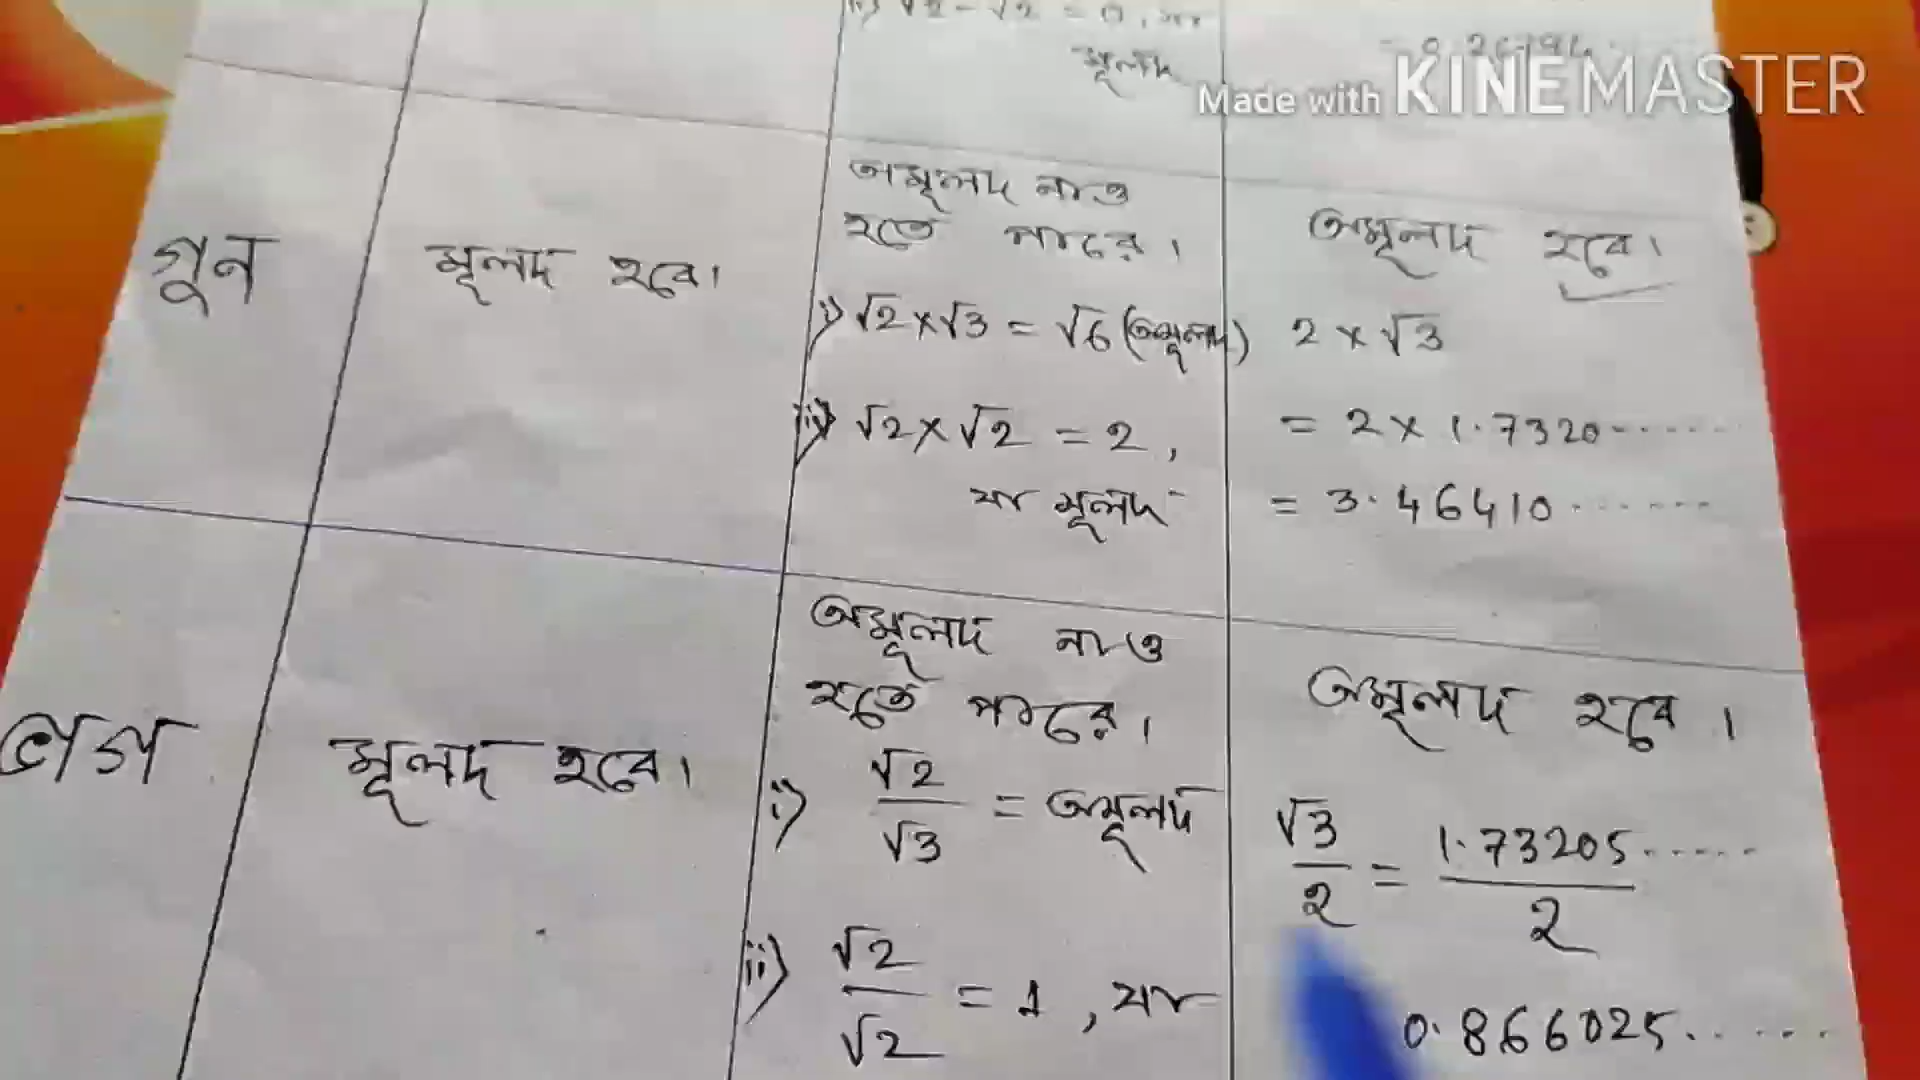 মূলদ
Made with KINEMASTER
গুন
মূলদ হবে।
অমূলদ নাও
হতে পারে।
i) √2×√3 = √6 (অমূলদ)
ii) √2×√2 = 2,
যা মূলদ
অমূলদ হবে।
2×√3
= 2×1.7320......
= 3.46410......
ভাগ
মূলদ হবে।
অমূলদ নাও
হতে পারে।
i) √2/√3 = অমূলদ
ii) √2/√2 = 1, যা
অমূলদ হবে।
√3/2 = 1.73205...../2
0.866025.....